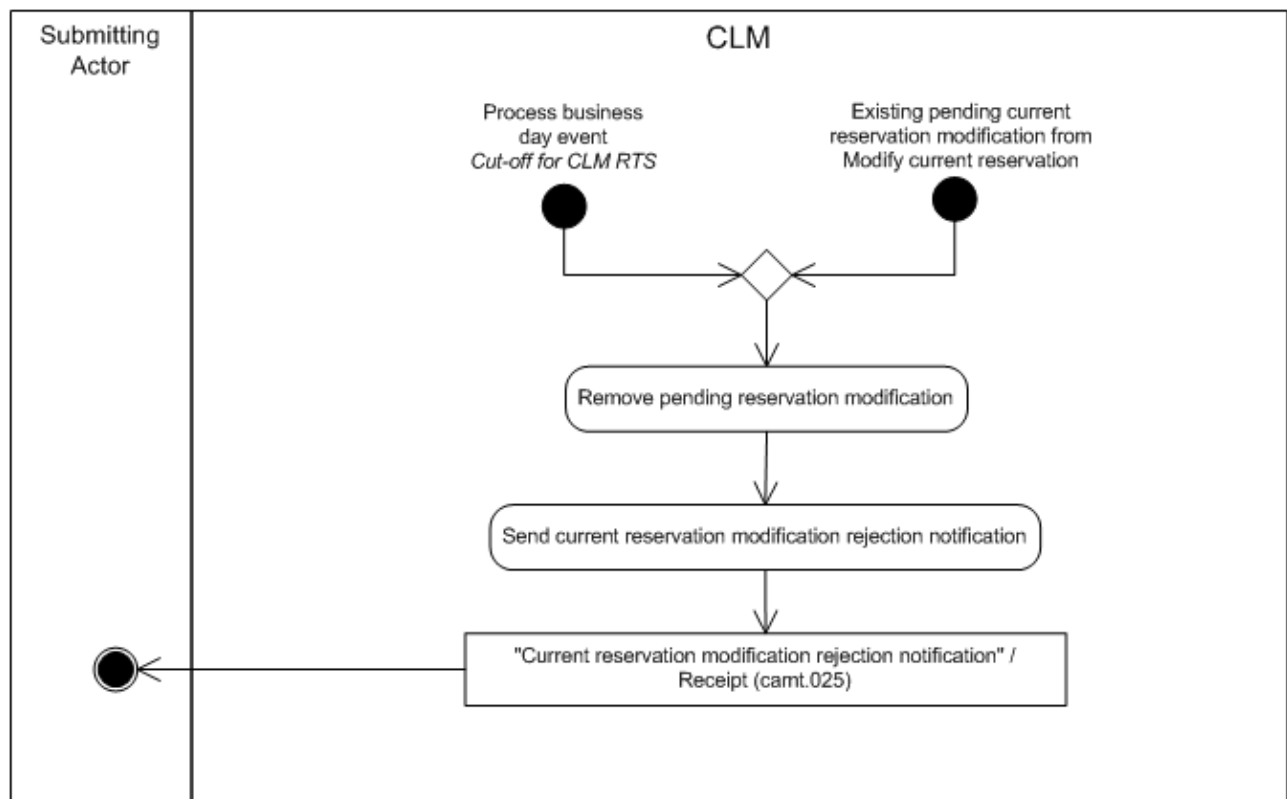 Submitting
Actor
CLM
Process business
day event
Cut-off for CLM RTS
Existing pending current
reservation modification from
Modify current reservation
Remove pending reservation modification
Send current reservation modification rejection notification
"Current reservation modification rejection notification" /
Receipt (camt.025)